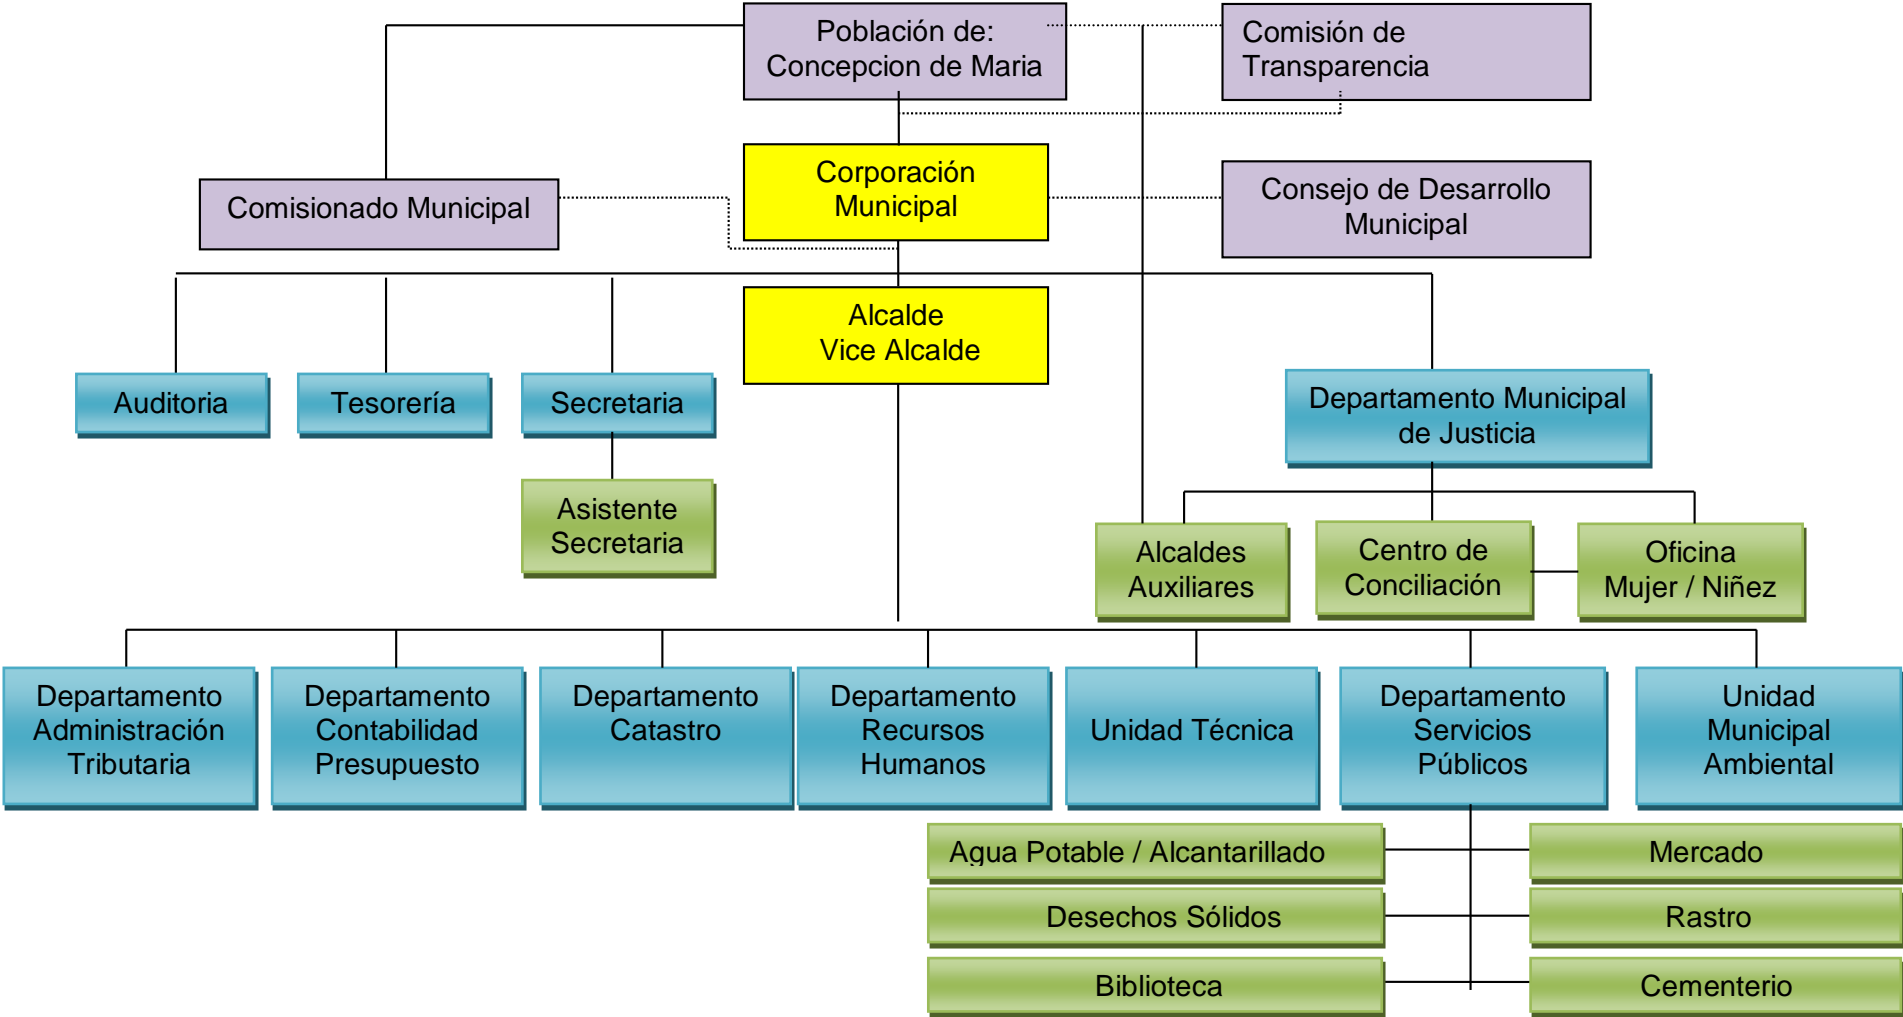 Población de:
Concepcion de Maria
Comisión de
Transparencia
Corporación
Municipal
Comisionado Municipal
Consejo de Desarrollo
Municipal
Alcalde
Vice Alcalde
Auditoria
Tesorería
Secretaria
Departamento Municipal
de Justicia
Asistente
Secretaria
Alcaldes
Auxiliares
Centro de
Conciliación
Oficina
Mujer / Niñez
Departamento
Administración
Tributaria
Departamento
Contabilidad
Presupuesto
Departamento
Catastro
Departamento
Recursos
Humanos
Unidad Técnica
Departamento
Servicios
Públicos
Unidad
Municipal
Ambiental
Agua Potable / Alcantarillado
Mercado
Desechos Sólidos
Rastro
Biblioteca
Cementerio